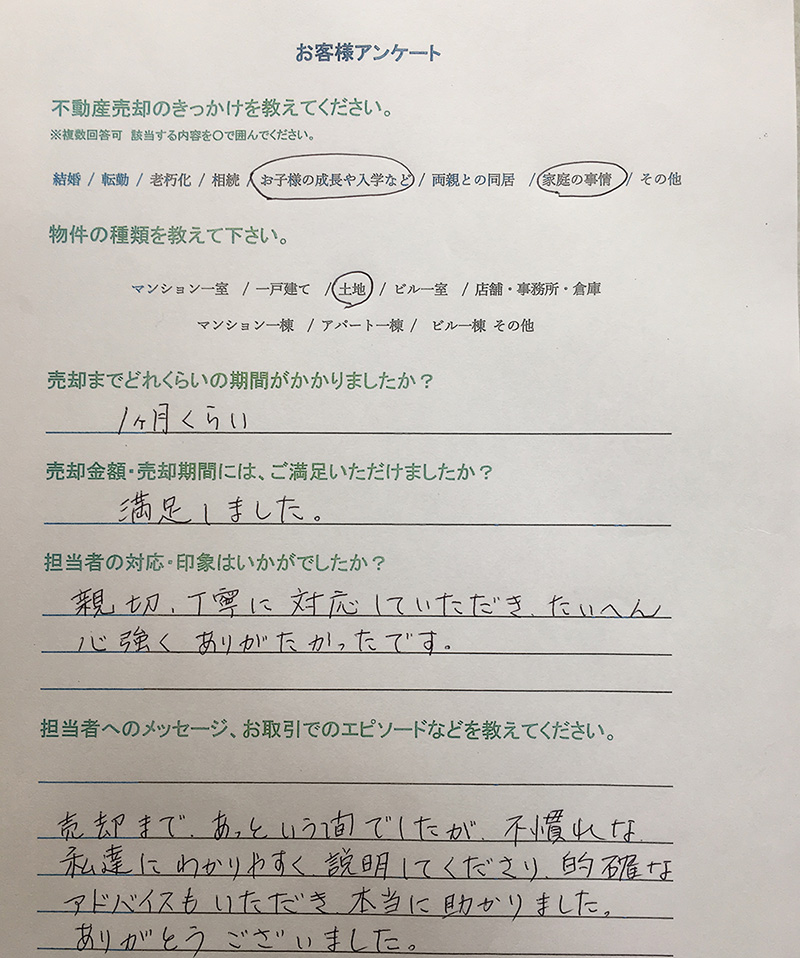 お客様アンケート
不動産売却のきっかけを教えてください。
※複数回答可 該当する内容を〇で囲んでください。
結婚 / 転勤 / 老朽化 / 相続 / お子様の成長や入学など / 両親との同居 / 家庭の事情 / その他
物件の種類を教えて下さい。
マンション一室 / 一戸建て / 土地 / ビル一室 / 店舗・事務所・倉庫
マンション一棟 / アパート一棟 / ビル一棟 その他
売却までどれくらいの期間がかかりましたか?
1ヶ月くらい
売却金額・売却期間には、ご満足いただけましたか?
満足しました。
担当者の対応・印象はいかがでしたか?
親切、丁寧に対応していただき、たいへん
心強くありがたかったです。
担当者へのメッセージ、お取引でのエピソードなどを教えてください。
売却まで、あっという間でしたが、不慣れな
私達にわかりやすく説明してくださり、的確な
アドバイスもいただき本当に助かりました。
ありがとうございました。